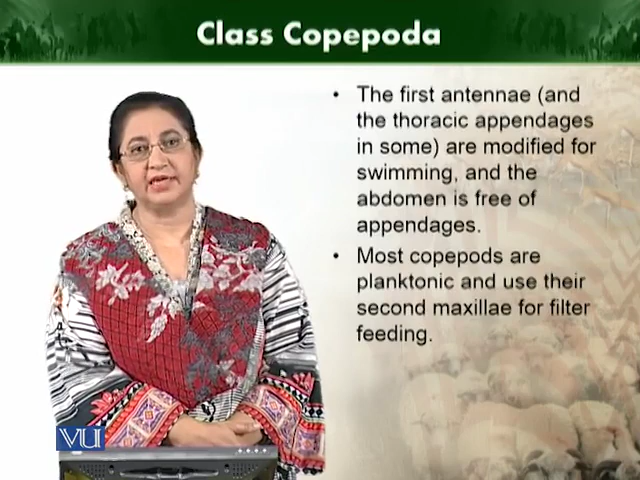 Class Copepoda
• The first antennae (and
the thoracic appendages
in some) are modified for
swimming, and the
abdomen is free of
appendages.
• Most copepods are
planktonic and use their
second maxillae for filter
feeding.
VU